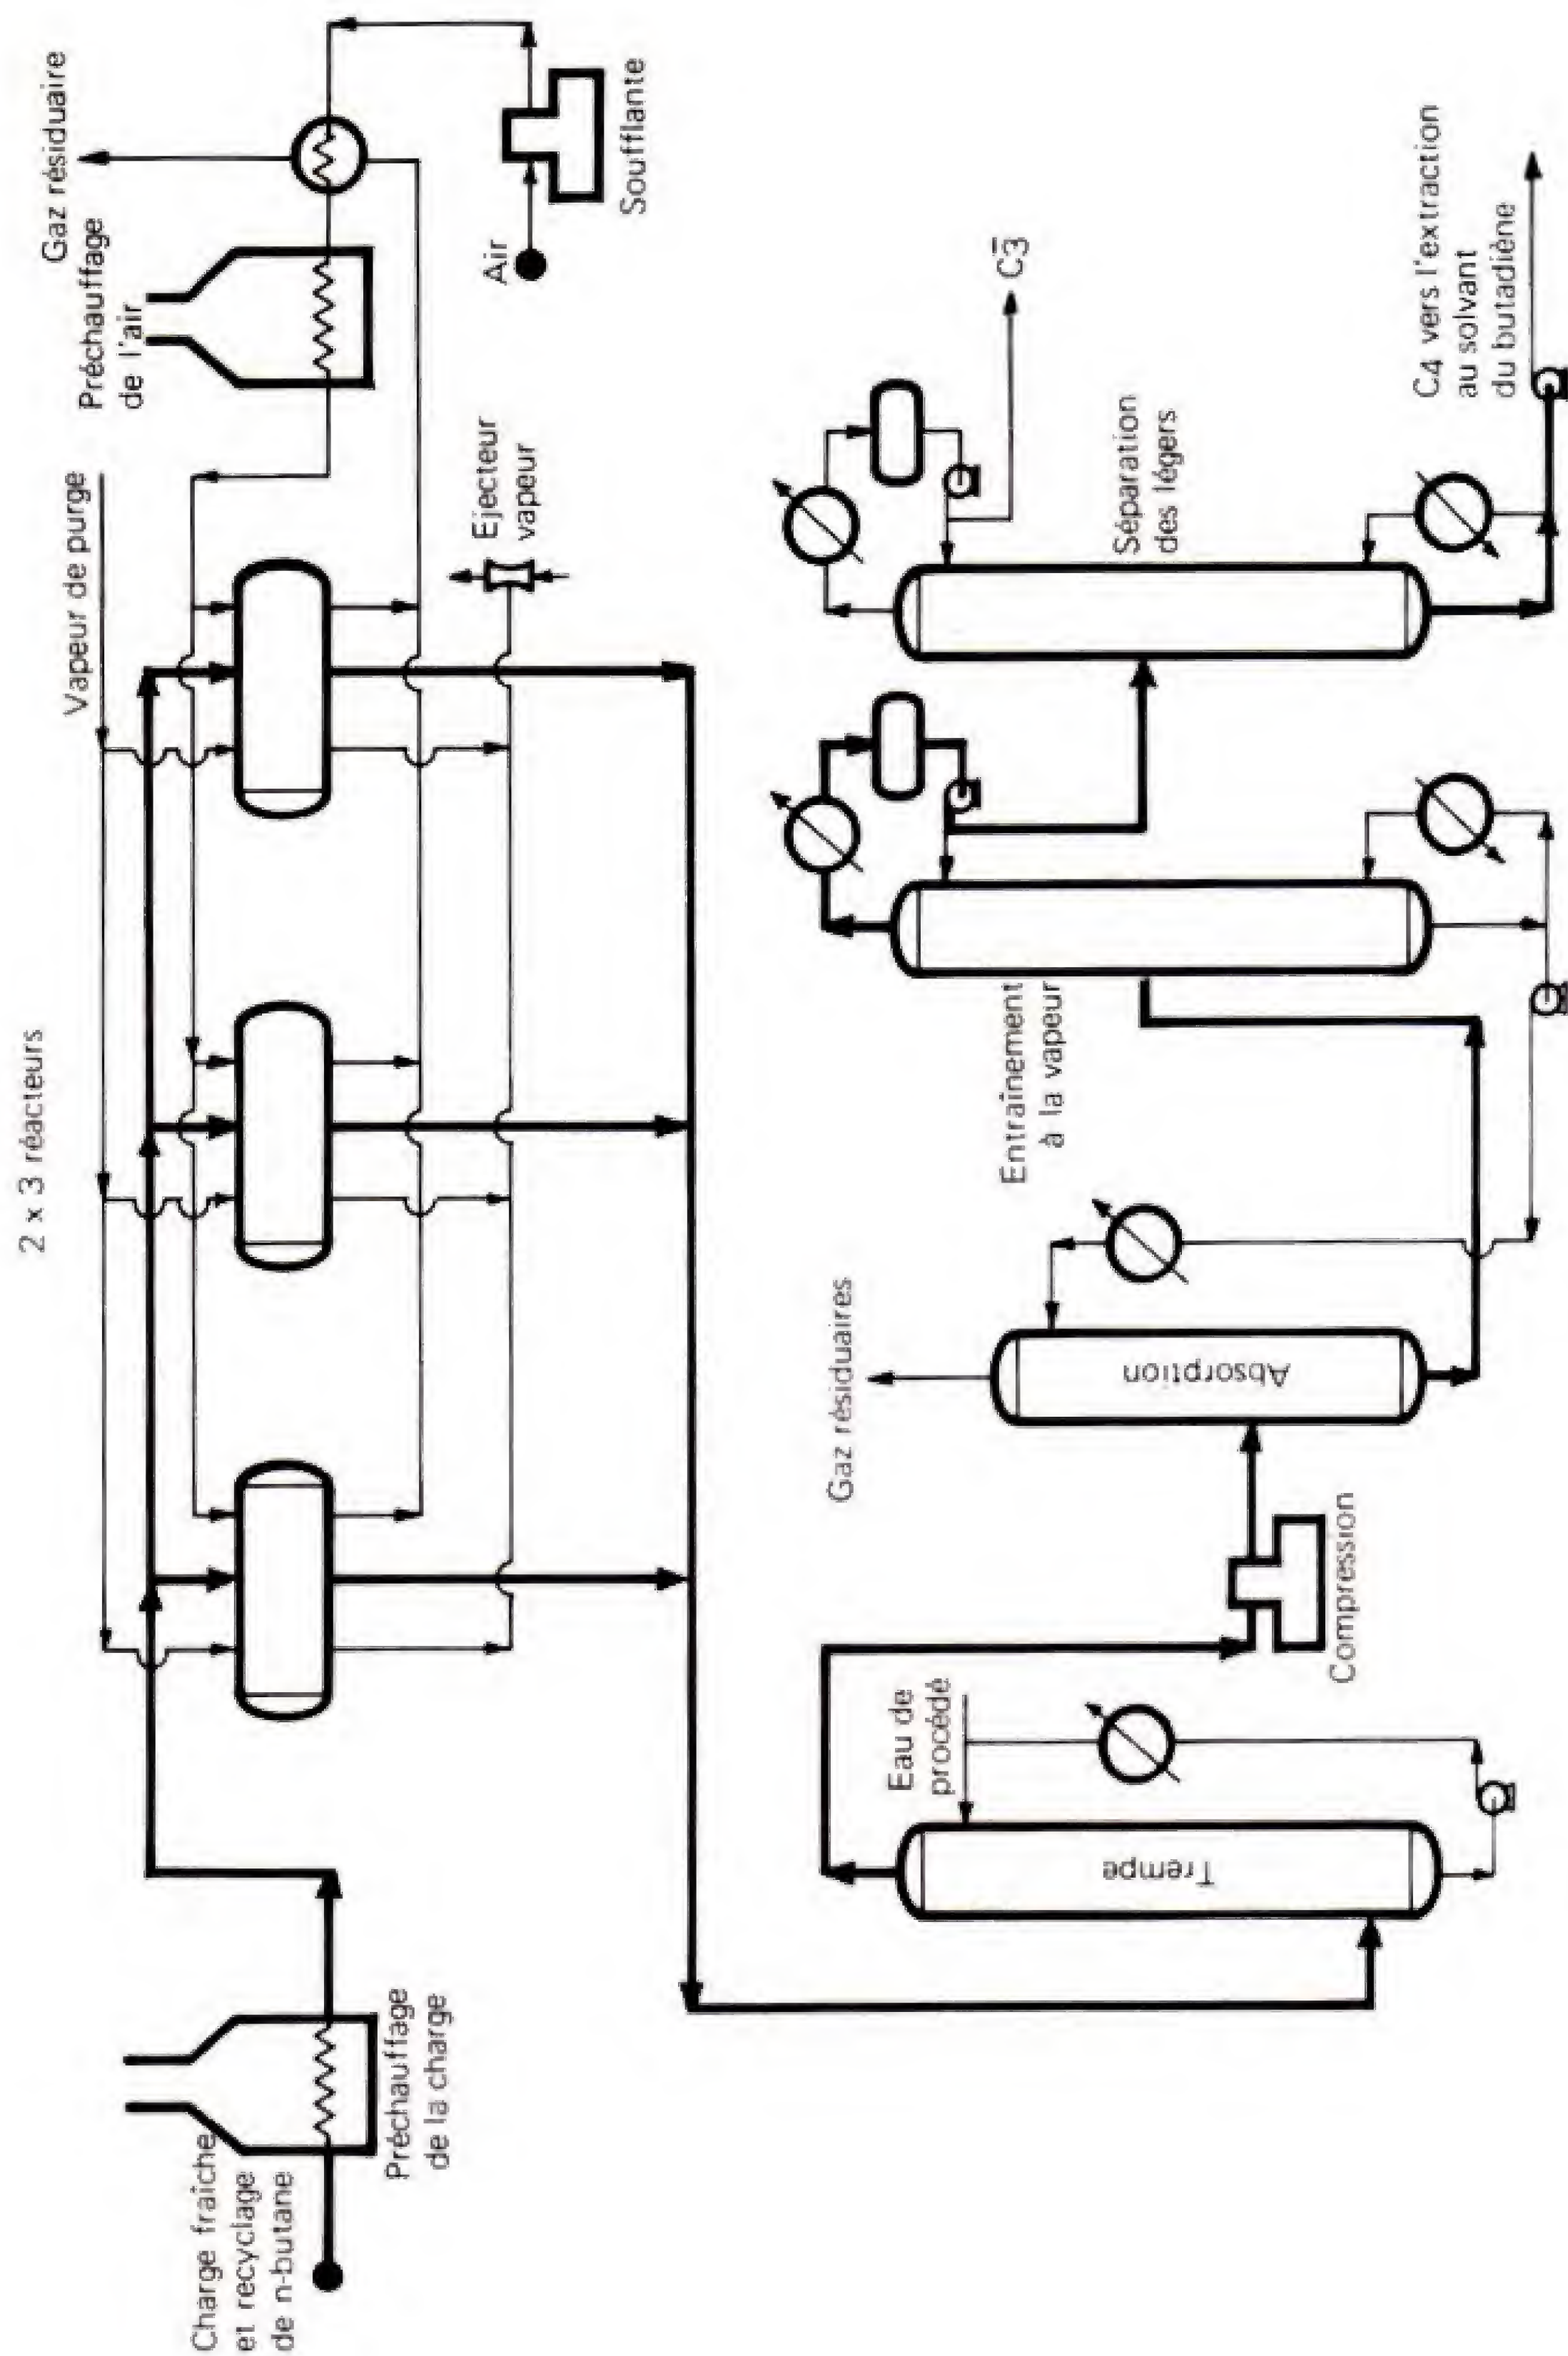 2 x 3 réacteurs
Vapeur de purge
Préchauffage
de l'air
Gaz résiduaire
Charge fraîche
et recyclage
de n-butane
Préchauffage
de la charge
Ejecteur
vapeur
Air
Soufflante
Trempe
Eau de
procédé
Compression
Gaz résiduaires
Absorption
Entraînement
à la vapeur
Séparation
des légers
C3̅
C4 vers l'extraction
au solvant
du butadiène